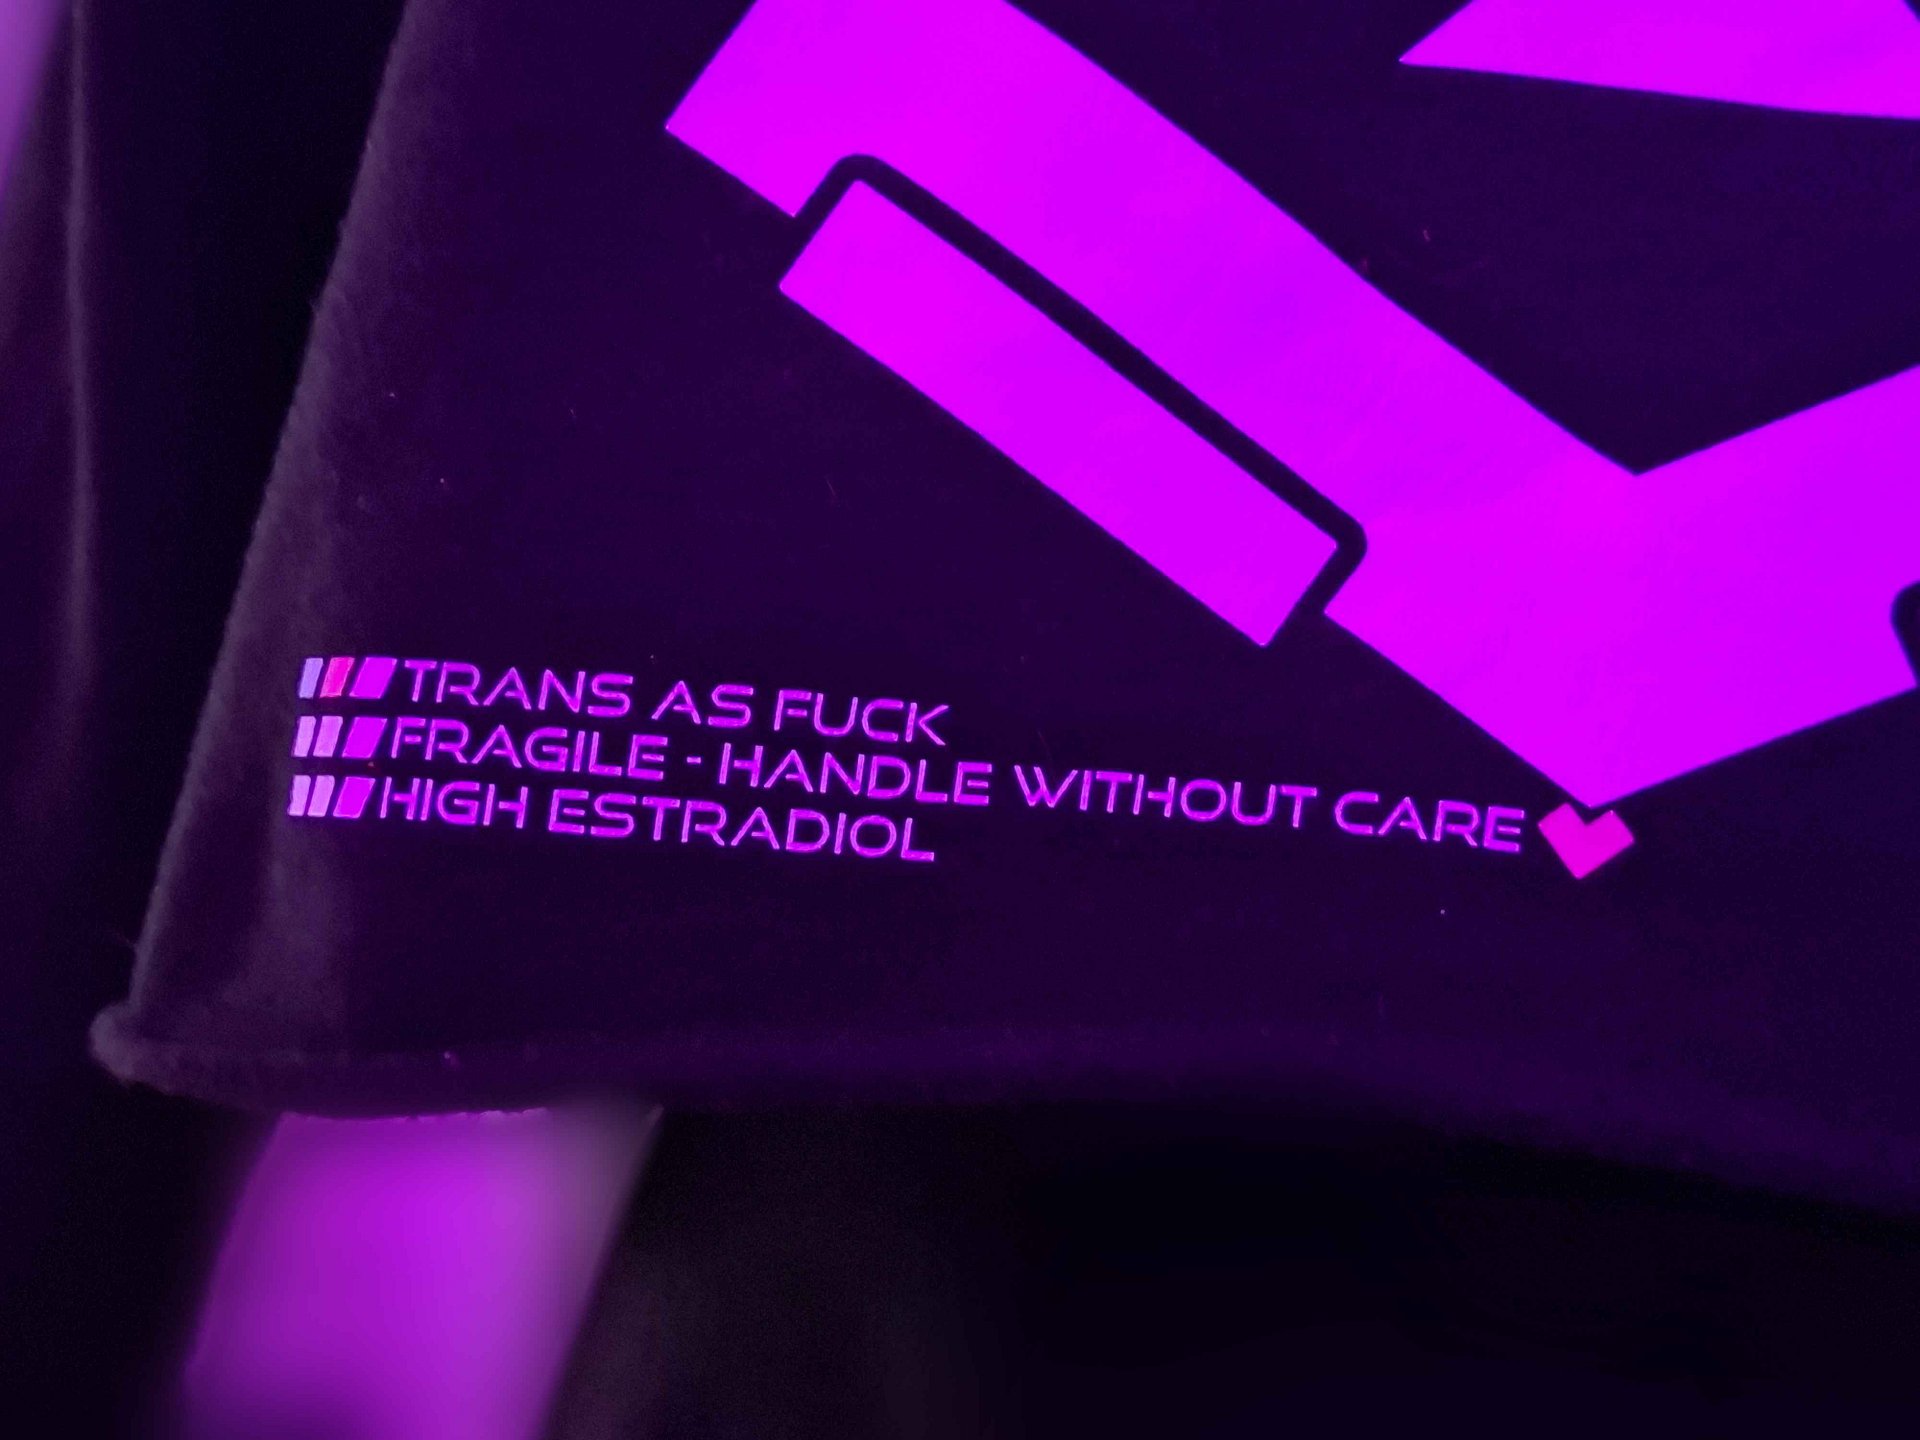 TRANS AS FUCK
FRAGILE - HANDLE WITHOUT CARE
HIGH ESTRADIOL